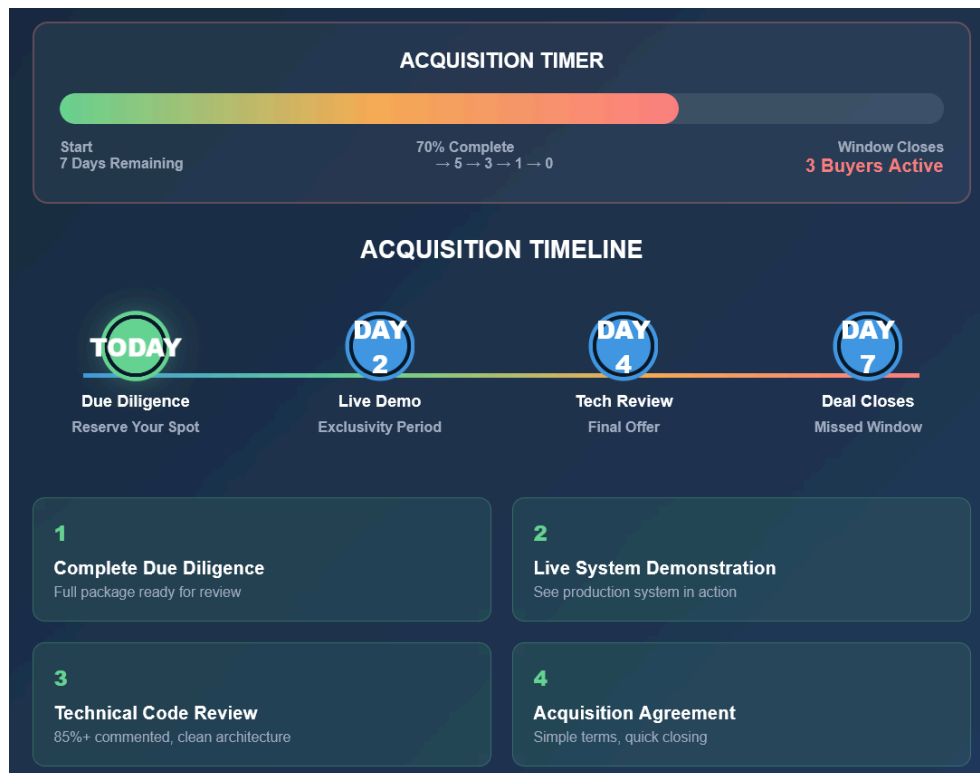 ACQUISITION TIMER
Start
7 Days Remaining
70% Complete
→ 5 → 3 → 1 → 0
Window Closes
3 Buyers Active
ACQUISITION TIMELINE
TODAY
Due Diligence
Reserve Your Spot
DAY
2
Live Demo
Exclusivity Period
DAY
4
Tech Review
Final Offer
DAY
7
Deal Closes
Missed Window
1
Complete Due Diligence
Full package ready for review
2
Live System Demonstration
See production system in action
3
Technical Code Review
85%+ commented, clean architecture
4
Acquisition Agreement
Simple terms, quick closing